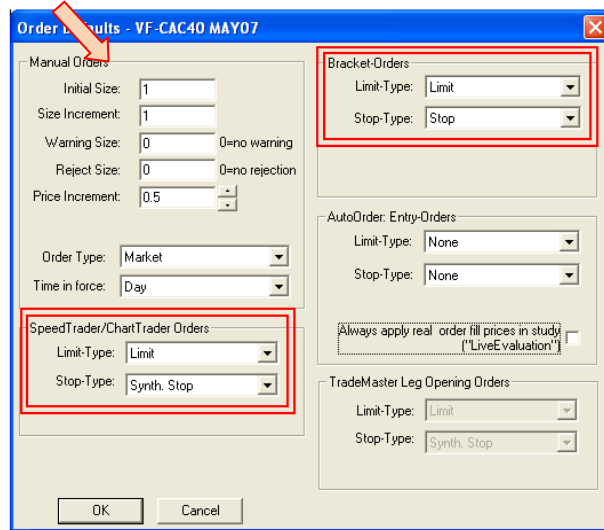 Order Defaults - VF-CAC40 MAY07
Manual Orders
Initial Size: 1
Size Increment: 1
Warning Size: 0 0=no warning
Reject Size: 0 0=no rejection
Price Increment: 0.5
Order Type: Market
Time in force: Day
SpeedTrader/ChartTrader Orders
Limit-Type: Limit
Stop-Type: Synth. Stop
Bracket-Orders
Limit-Type: Limit
Stop-Type: Stop
AutoOrder: Entry-Orders
Limit-Type: None
Stop-Type: None
Always apply real order fill prices in study
("LiveEvaluation")
TradeMaster Leg Opening Orders
Limit-Type: Limit
Stop-Type: Synth. Stop
OK Cancel